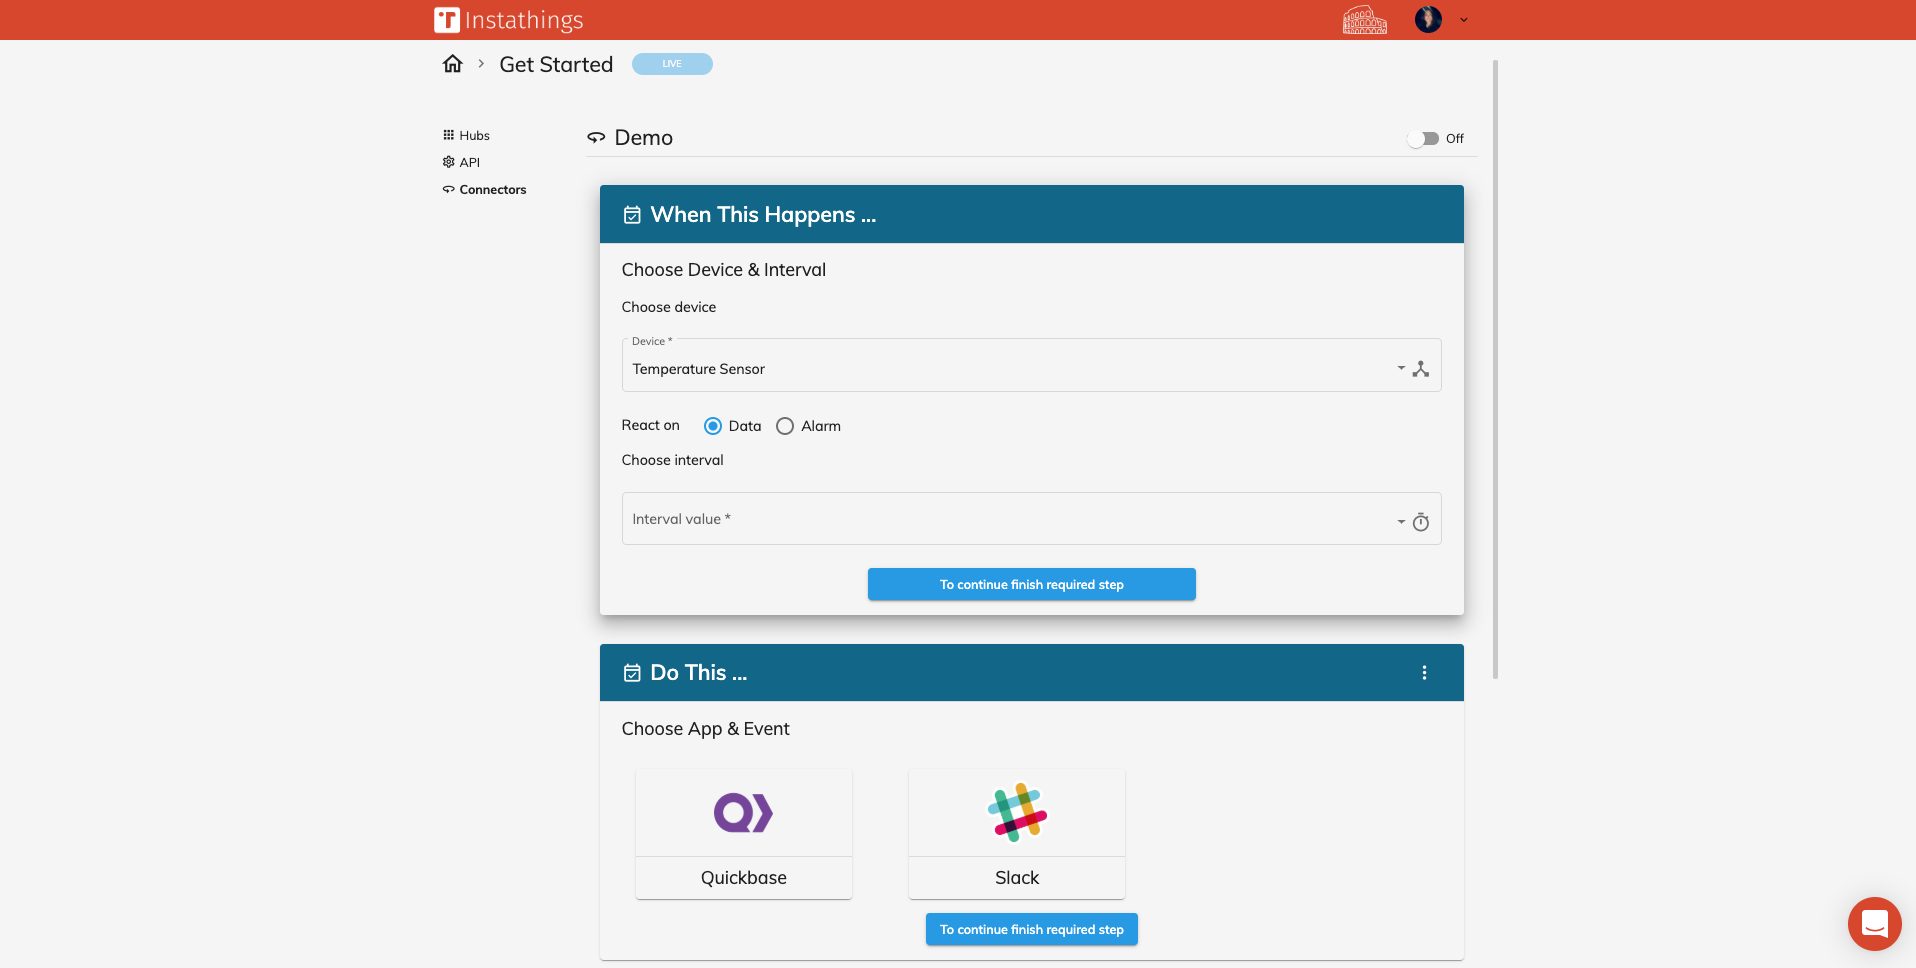 Instathings
Get Started
LIVE
Hubs
API
Connectors
Demo
Off
When This Happens ...
Choose Device & Interval
Choose device
Device *
Temperature Sensor
React on
Data
Alarm
Choose interval
Interval value *
To continue finish required step
Do This ...
Choose App & Event
Quickbase
Slack
To continue finish required step